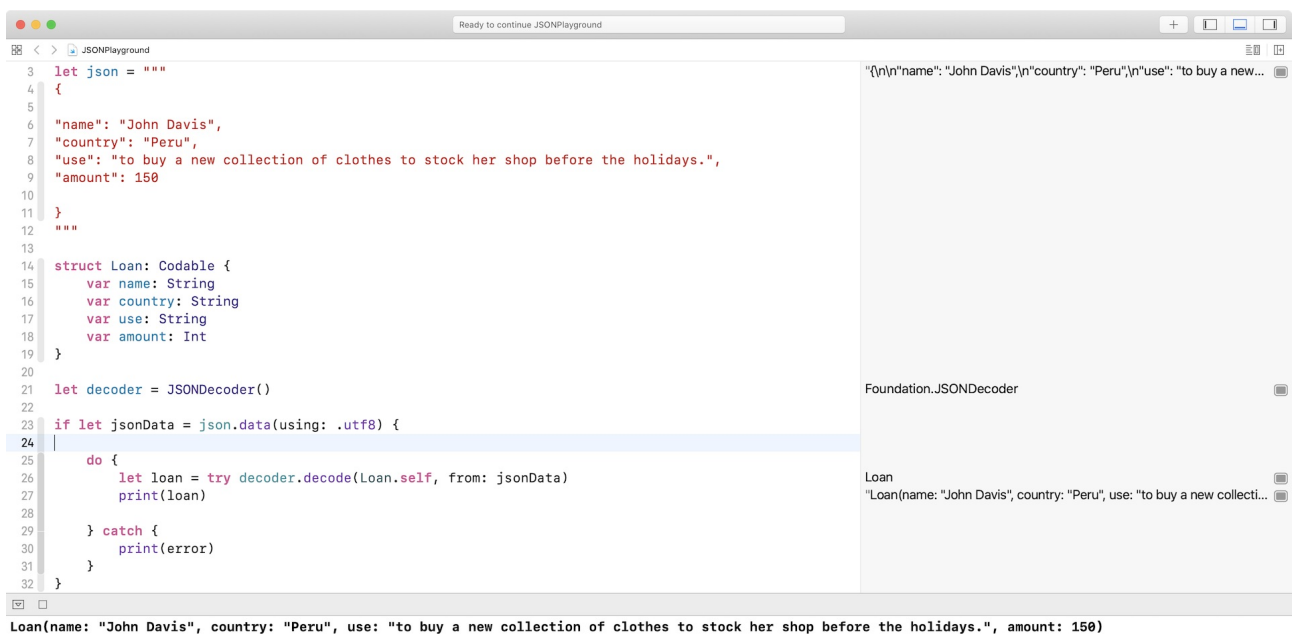 Ready to continue JSONPlayground
JSONPlayground
3 let json = """ "{\n\n"name": "John Davis",\n"country": "Peru",\n"use": "to buy a new...
4 {
5
6 "name": "John Davis",
7 "country": "Peru",
8 "use": "to buy a new collection of clothes to stock her shop before the holidays.",
9 "amount": 150
10
11 }
12 """
13
14 struct Loan: Codable {
15     var name: String
16     var country: String
17     var use: String
18     var amount: Int
19 }
20
21 let decoder = JSONDecoder() Foundation.JSONDecoder
22
23 if let jsonData = json.data(using: .utf8) {
24
25     do {
26         let loan = try decoder.decode(Loan.self, from: jsonData) Loan
27         print(loan) "Loan(name: "John Davis", country: "Peru", use: "to buy a new collecti...
28
29     } catch {
30         print(error)
31     }
32 }
Loan(name: "John Davis", country: "Peru", use: "to buy a new collection of clothes to stock her shop before the holidays.", amount: 150)